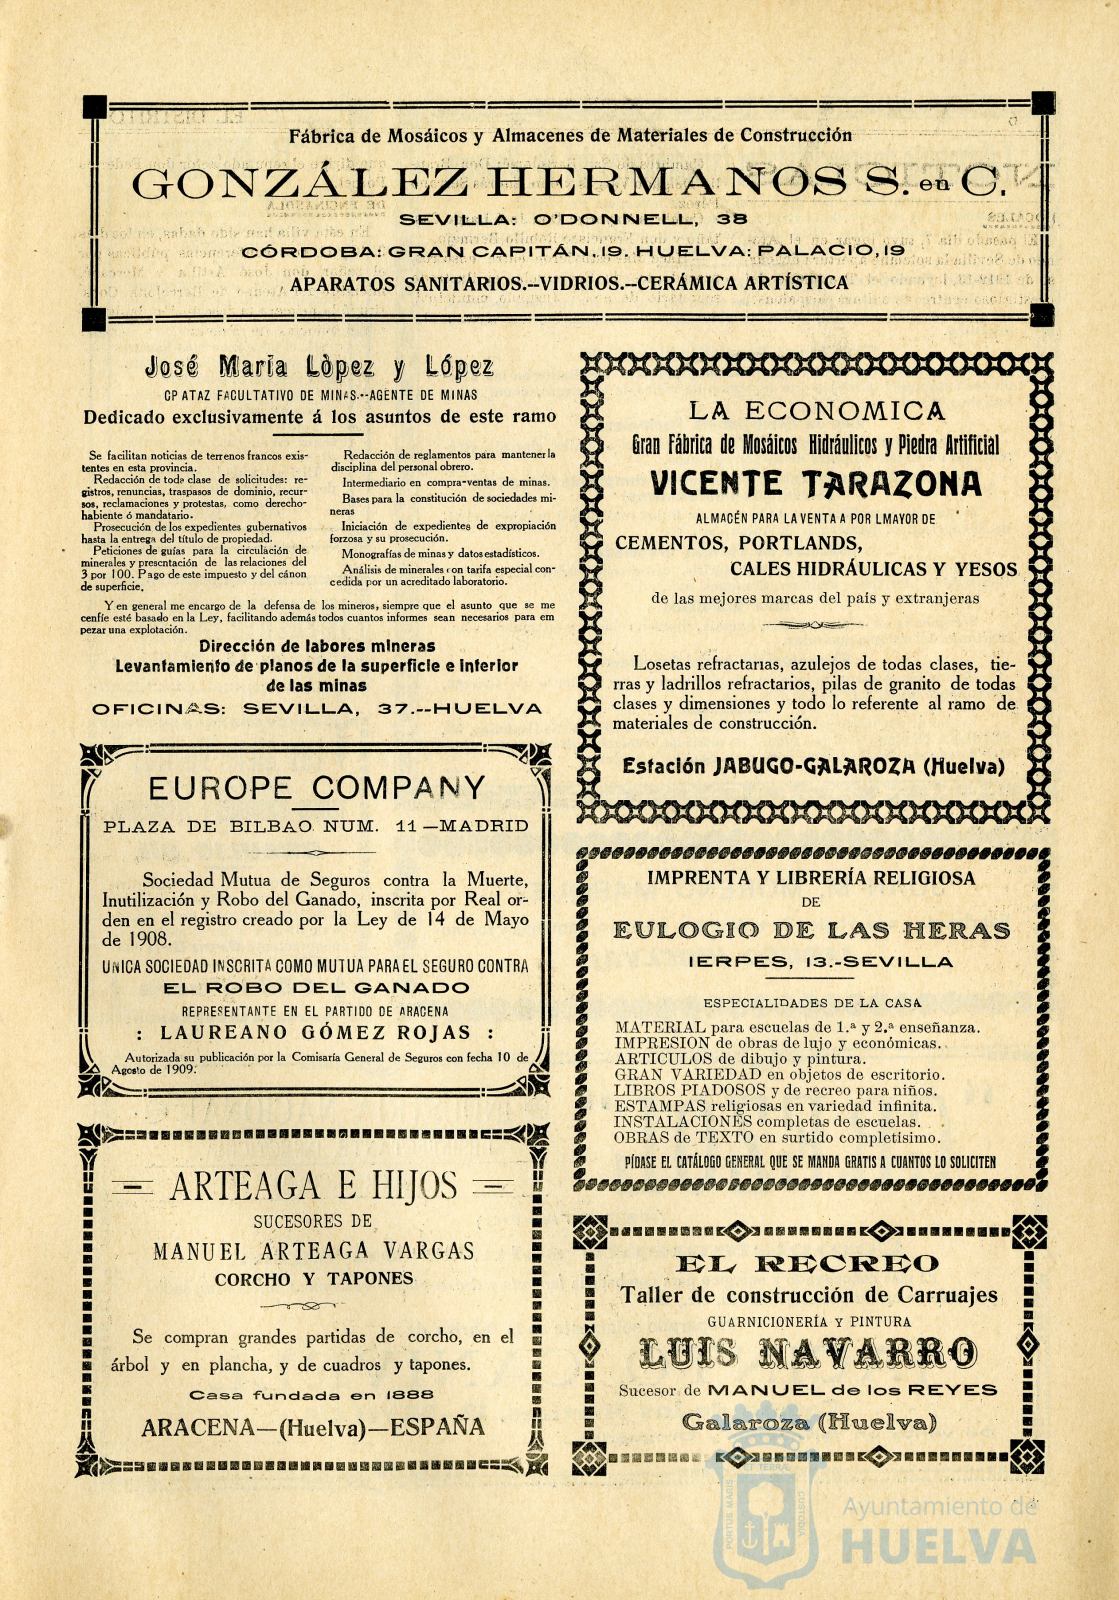 Fábrica de Mosáicos y Almacenes de Materiales de Construcción
GONZÁLEZ HERMANOS S. en C.
SEVILLA: O'DONNELL, 38
CÓRDOBA: GRAN CAPITÁN, 19. HUELVA: PALACIO, 19
APARATOS SANITARIOS.--VIDRIOS.--CERÁMICA ARTÍSTICA
José María Lòpez y López
CPATAZ FACULTATIVO DE MINAS.--AGENTE DE MINAS
Dedicado exclusivamente á los asuntos de este ramo
Se facilitan noticias de terrenos francos exis-
tentes en esta provincia.
Redacción de toda clase de solicitudes: re-
gistros, renuncias, traspasos de dominio, recur-
sos, reclamaciones y protestas, como derecho-
habiente ó mandatario.
Prosecución de los expedientes gubernativos
hasta la entrega del título de propiedad.
Peticiones de guías para la circulación de
minerales y presentación de las relaciones del
3 por 100. Pago de este impuesto y del cánon
de superficie.
Redacción de reglamentos para mantener la
disciplina del personal obrero.
Intermediario en compra-ventas de minas.
Bases para la constitución de sociedades mi-
neras
Iniciación de expedientes de expropiación
forzosa y su prosecución.
Monografías de minas y datos estadísticos.
Análisis de minerales con tarifa especial con-
cedida por un acreditado laboratorio.
Y en general me encargo de la defensa de los mineros, siempre que el asunto que se me
cenfíe esté basado en la Ley, facilitando además todos cuantos informes sean necesarios para em
pezar una explotación.
Dirección de labores mineras
Levantamiento de planos de la superficie e interior
de las minas
OFICINAS: SEVILLA, 37.--HUELVA
LA ECONOMICA
Gran Fábrica de Mosáicos Hidráulicos y Piedra Artificial
VICENTE TARAZONA
ALMACÉN PARA LA VENTA A POR LMAYOR DE
CEMENTOS, PORTLANDS,
CALES HIDRÁULICAS Y YESOS
de las mejores marcas del país y extranjeras
Losetas refractarias, azulejos de todas clases, tie-
rras y ladrillos refractarios, pilas de granito de todas
clases y dimensiones y todo lo referente al ramo de
materiales de construcción.
Estación JABUGO-GALAROZA (Huelva)
EUROPE COMPANY
PLAZA DE BILBAO NUM. 11—MADRID
Sociedad Mutua de Seguros contra la Muerte,
Inutilización y Robo del Ganado, inscrita por Real or-
den en el registro creado por la Ley de 14 de Mayo
de 1908.
UNICA SOCIEDAD INSCRITA COMO MUTUA PARA EL SEGURO CONTRA
EL ROBO DEL GANADO
REPRESENTANTE EN EL PARTIDO DE ARACENA
: LAUREANO GÓMEZ ROJAS :
Autorizada su publicación por la Comisaría General de Seguros con fecha 10 de
Agosto de 1909.
IMPRENTA Y LIBRERÍA RELIGIOSA
DE
EULOGIO DE LAS HERAS
IERPES, 13.-SEVILLA
ESPECIALIDADES DE LA CASA
MATERIAL para escuelas de 1.ª y 2.ª enseñanza.
IMPRESION de obras de lujo y económicas.
ARTICULOS de dibujo y pintura.
GRAN VARIEDAD en objetos de escritorio.
LIBROS PIADOSOS y de recreo para niños.
ESTAMPAS religiosas en variedad infinita.
INSTALACIONES completas de escuelas.
OBRAS de TEXTO en surtido completisimo.
PÍDASE EL CATÁLOGO GENERAL QUE SE MANDA GRATIS A CUANTOS LO SOLICITEN
ARTEAGA E HIJOS
SUCESORES DE
MANUEL ARTEAGA VARGAS
CORCHO Y TAPONES
Se compran grandes partidas de corcho, en el
árbol y en plancha, y de cuadros y tapones.
Casa fundada en 1888
ARACENA—(Huelva)—ESPAÑA
EL RECREO
Taller de construcción de Carruajes
GUARNICIONERÍA Y PINTURA
LUIS NAVARRO
Sucesor de MANUEL de los REYES
Galaroza (Huelva)
PORTUS MARIS ET TERRÆ CUSTODIA
Ayuntamiento de
HUELVA